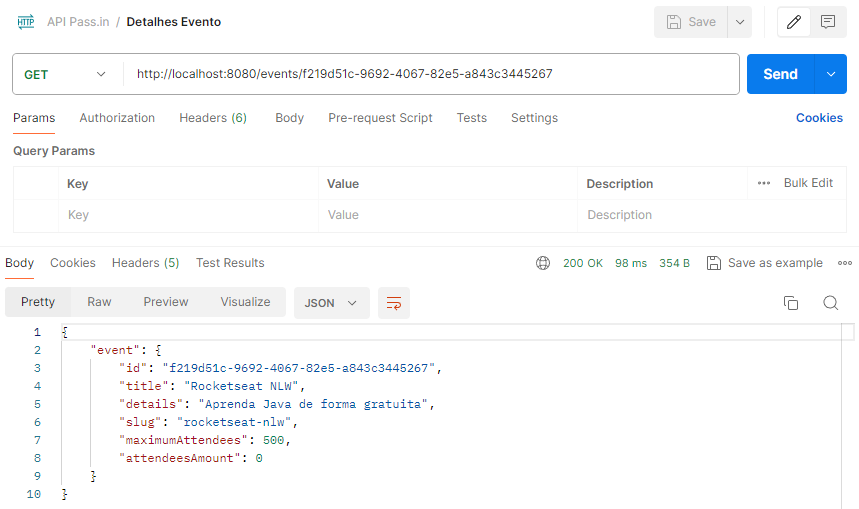 HTTP API Pass.in / Detalhes Evento Save
GET http://localhost:8080/events/f219d51c-9692-4067-82e5-a843c3445267 Send
Params Authorization Headers (6) Body Pre-request Script Tests Settings Cookies
Query Params
Key Value Description ••• Bulk Edit
Key Value Description
Body Cookies Headers (5) Test Results 200 OK 98 ms 354 B Save as example
Pretty Raw Preview Visualize JSON
1 {
2 "event": {
3 "id": "f219d51c-9692-4067-82e5-a843c3445267",
4 "title": "Rocketseat NLW",
5 "details": "Aprenda Java de forma gratuita",
6 "slug": "rocketseat-nlw",
7 "maximumAttendees": 500,
8 "attendeesAmount": 0
9 }
10 }